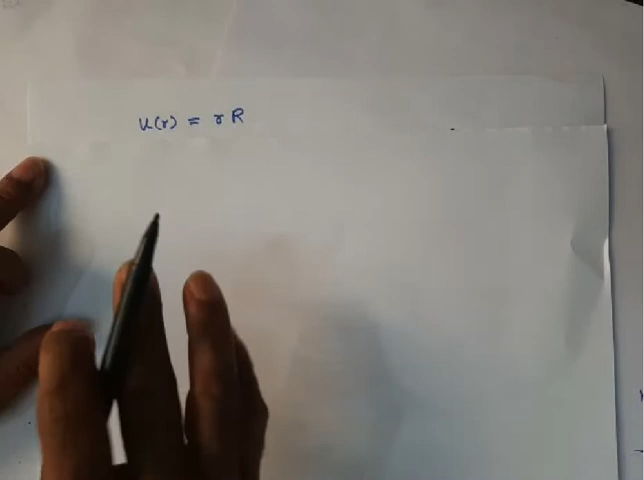 u(r) = r R